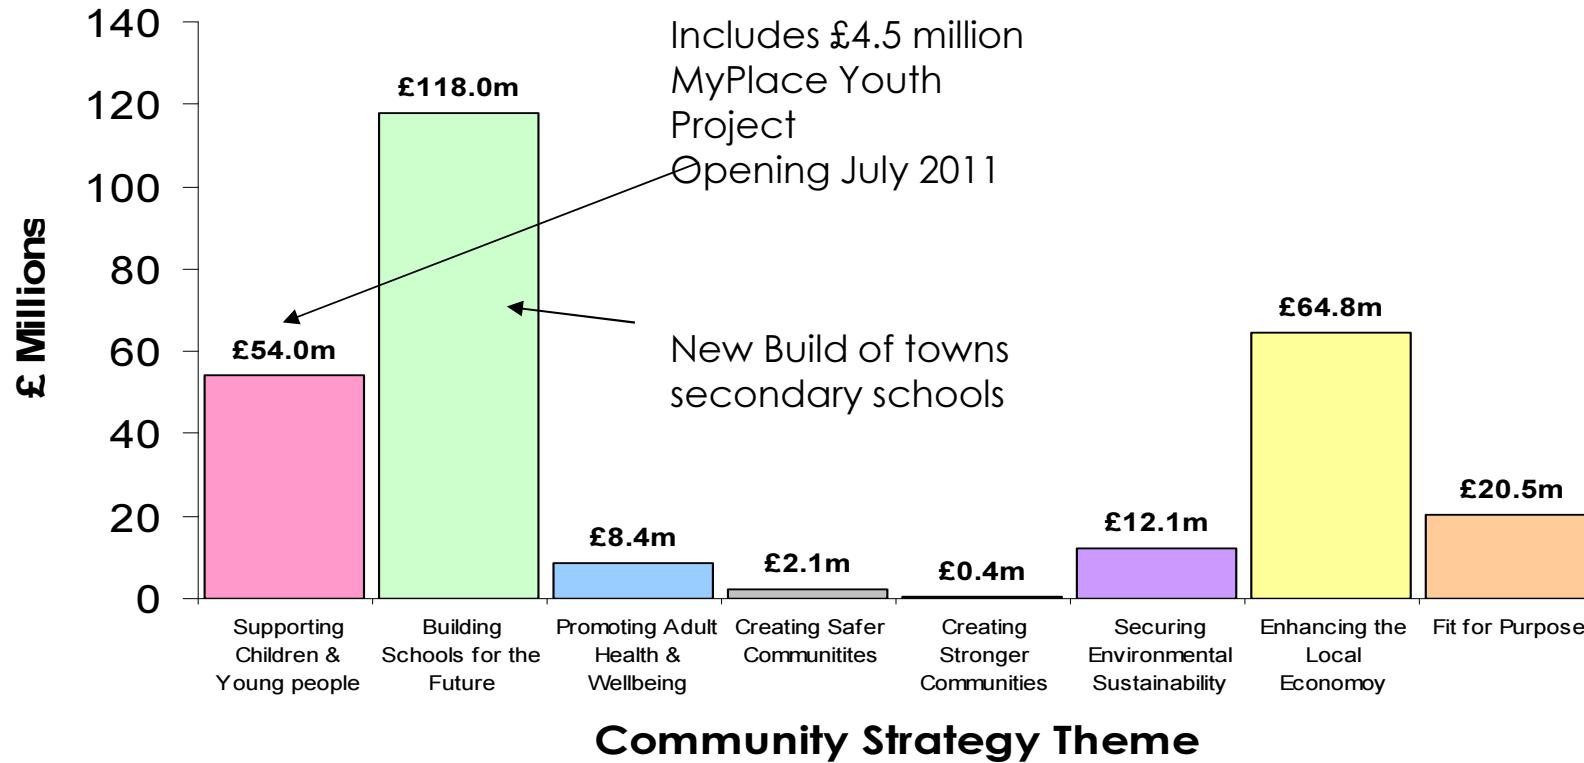 140
120
100
80
60
40
20
0
£ Millions
£54.0m
£118.0m
£8.4m
£2.1m
£0.4m
£12.1m
£64.8m
£20.5m
Includes £4.5 million
MyPlace Youth
Project
Opening July 2011
New Build of towns
secondary schools
Supporting
Children &
Young people
Building
Schools for the
Future
Promoting Adult
Health &
Wellbeing
Creating Safer
Communitites
Creating
Stronger
Communities
Securing
Environmental
Sustainability
Enhancing the
Local
Economoy
Fit for Purpose
Community Strategy Theme